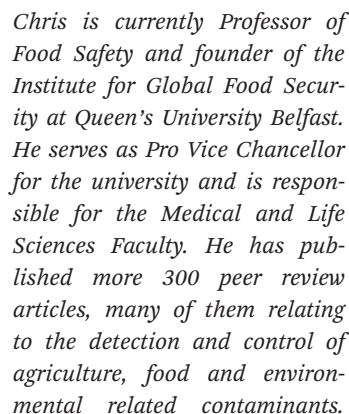 Chris is currently Professor of
Food Safety and founder of the
Institute for Global Food Secur-
ity at Queen’s University Belfast.
He serves as Pro Vice Chancellor
for the university and is respon-
sible for the Medical and Life
Sciences Faculty. He has pub-
lished more 300 peer review
articles, many of them relating
to the detection and control of
agriculture, food and environ-
mental related contaminants.